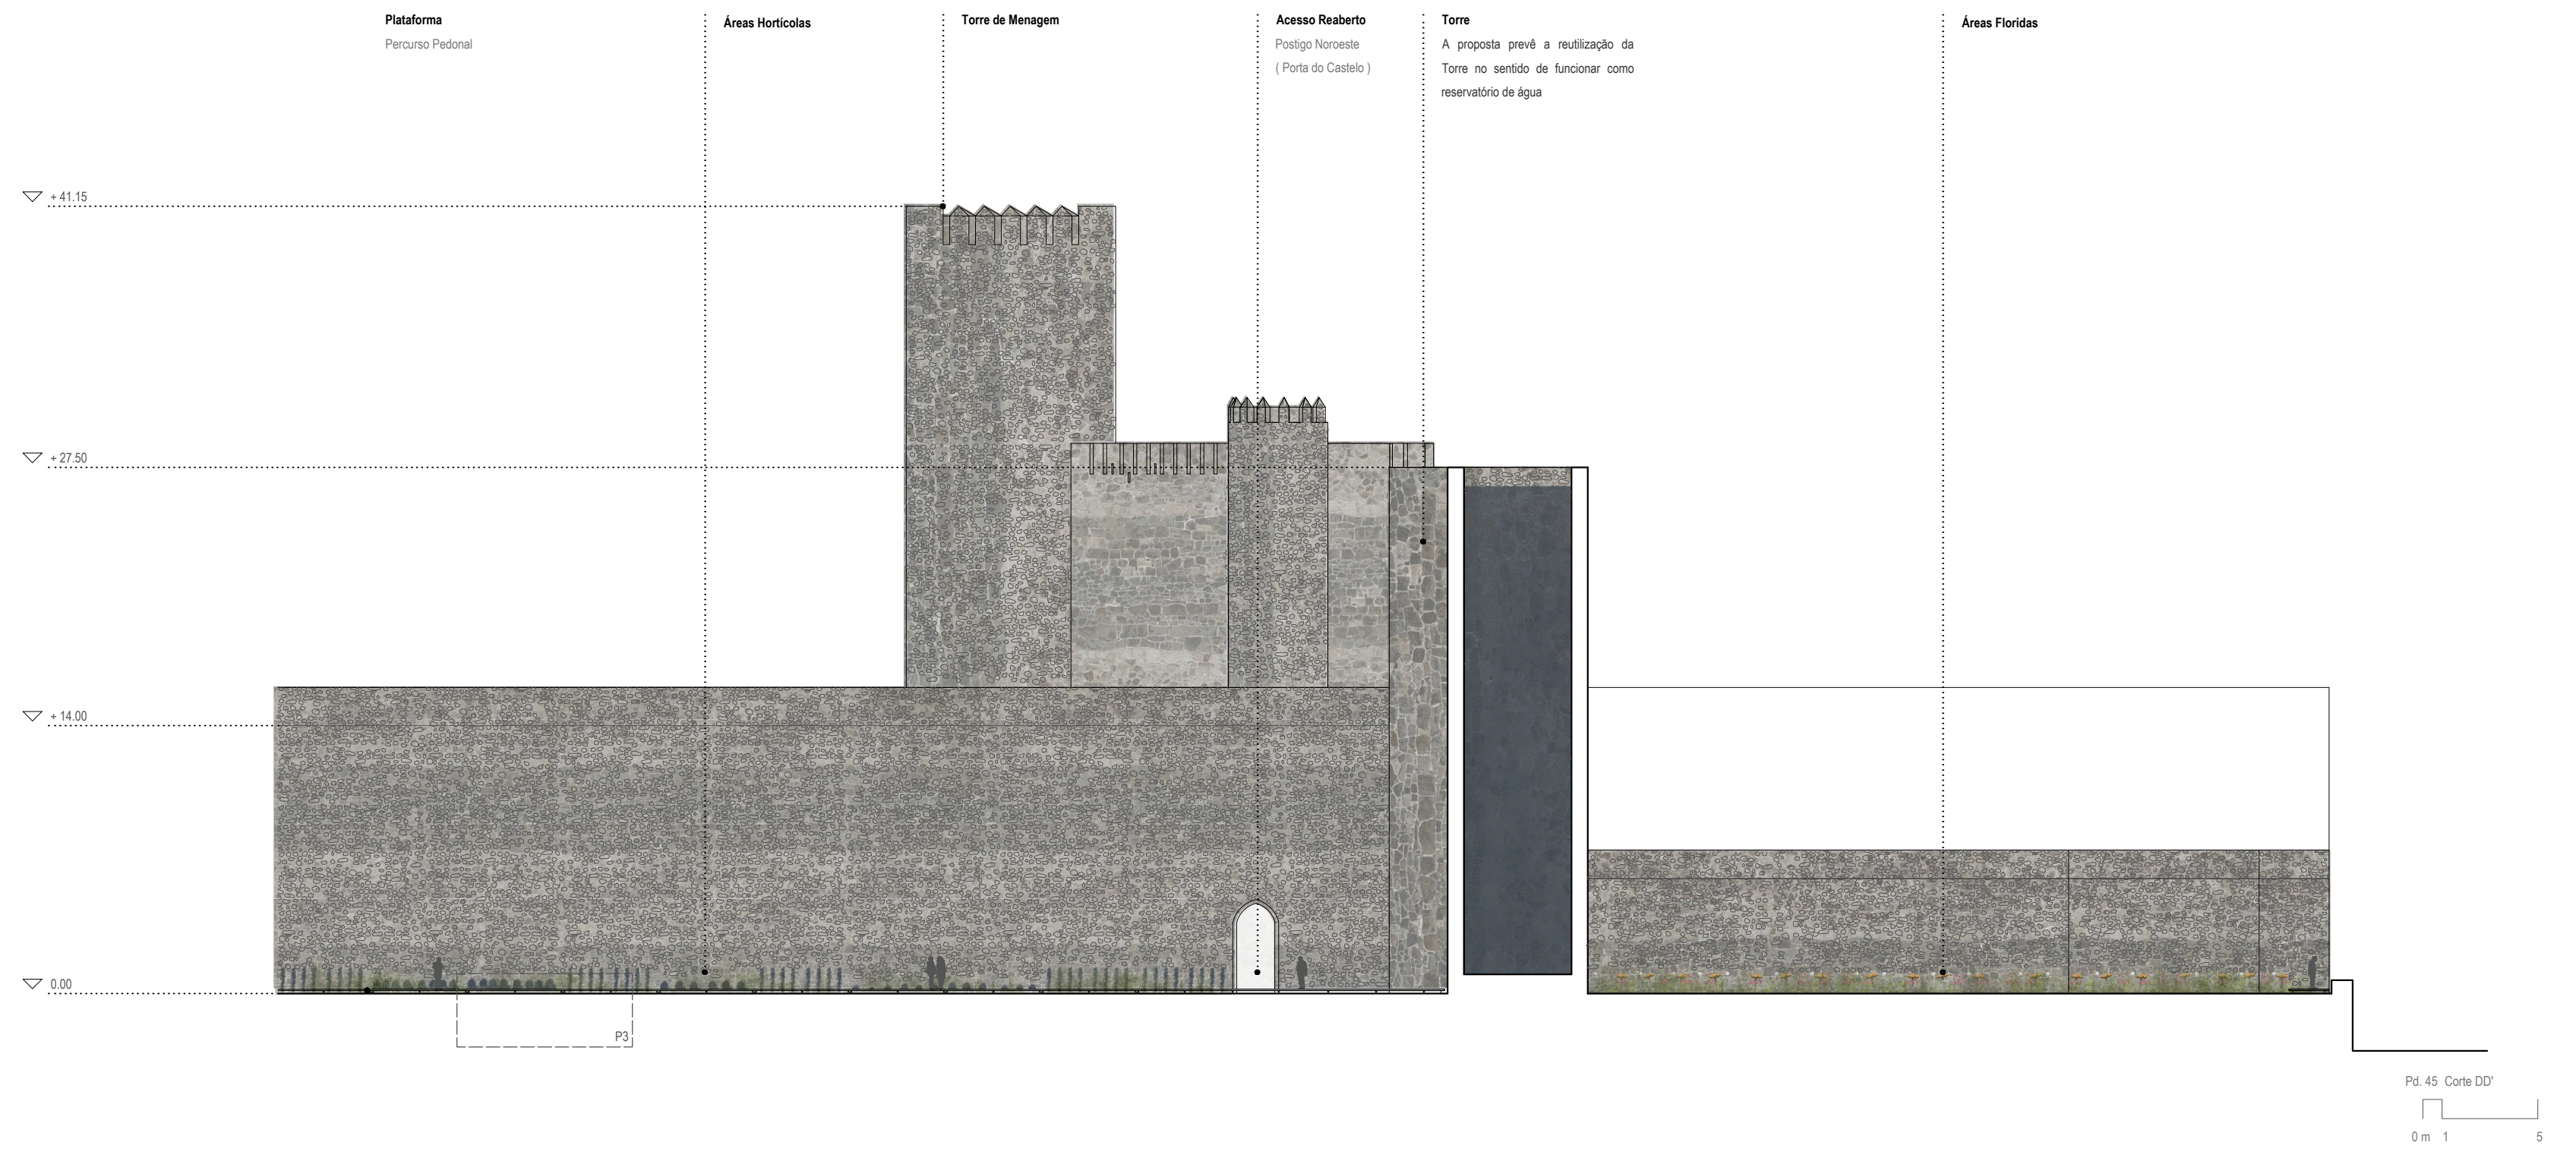 Plataforma
Percurso Pedonal
Áreas Hortícolas
Torre de Menagem
Acesso Reaberto
Postigo Noroeste
( Porta do Castelo )
Torre
A proposta prevê a reutilização da
Torre no sentido de funcionar como
reservatório de água
Áreas Floridas
+ 41.15
+ 27.50
+ 14.00
0.00
P3
Pd. 45 Corte DD'
0 m 1 5